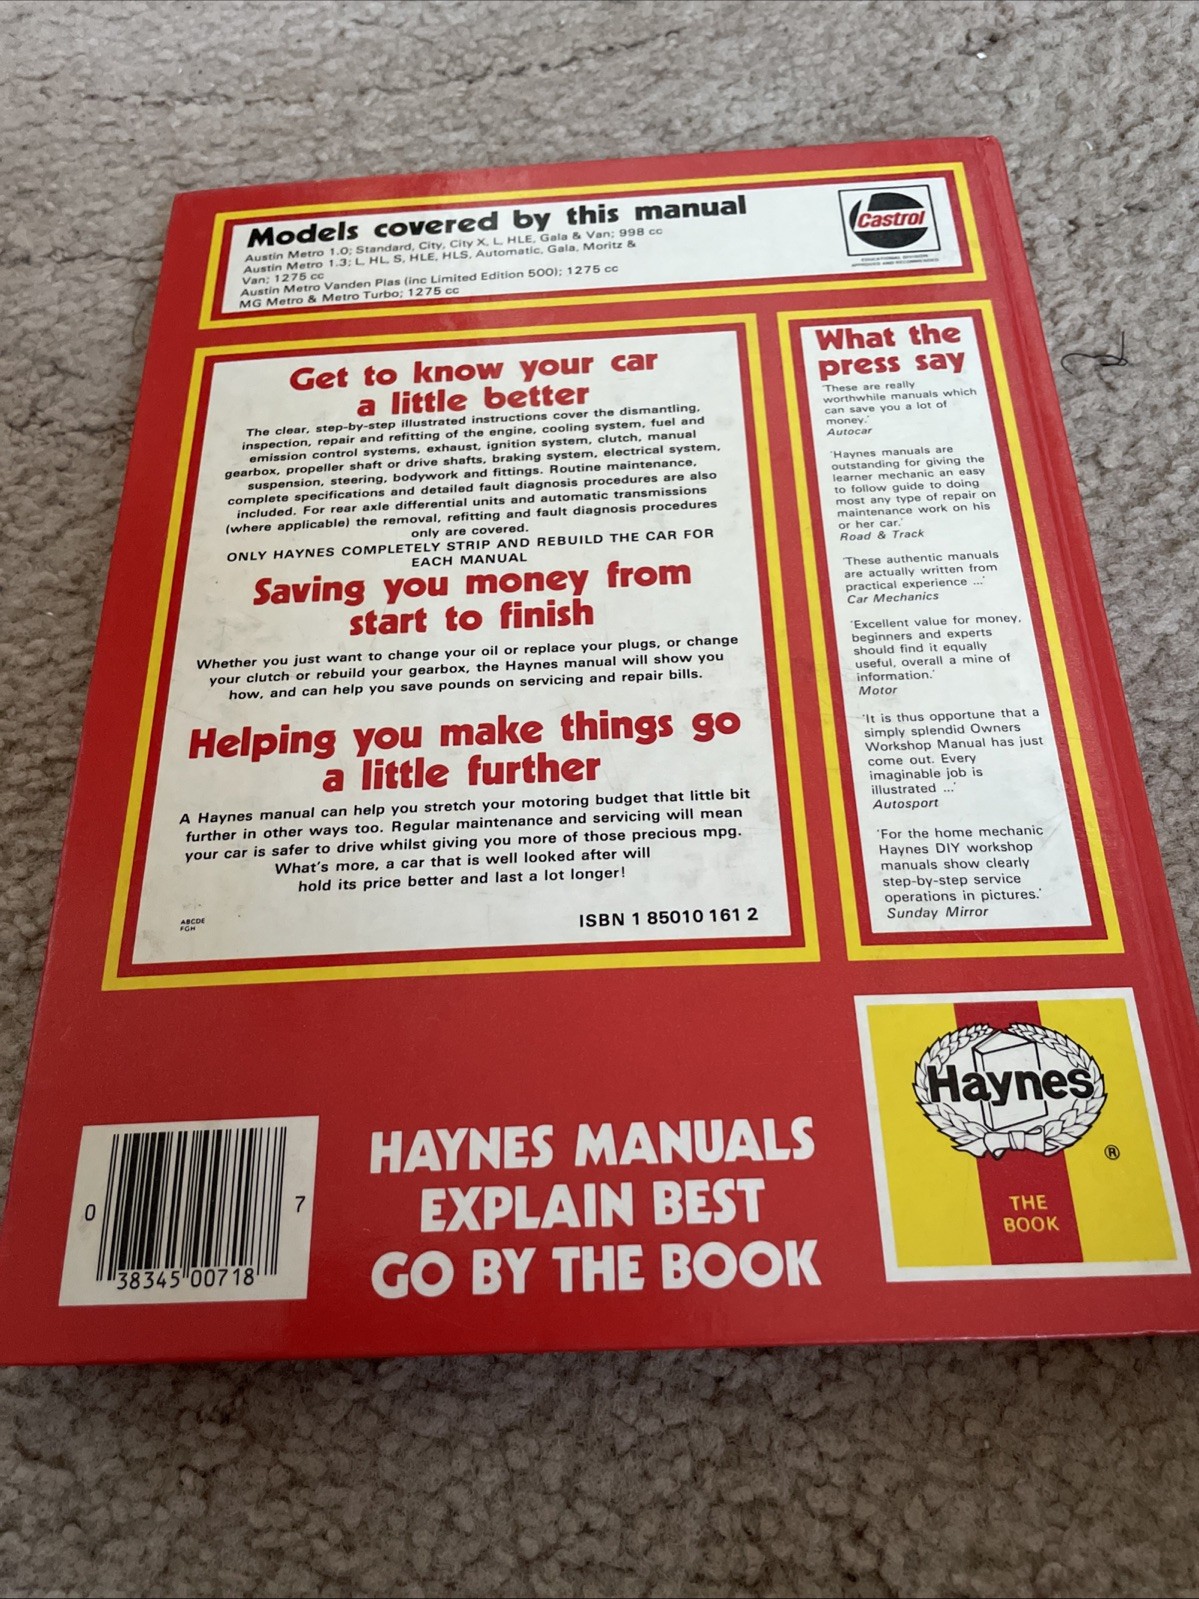 Models covered by this manual
Austin Metro 1.0; Standard, City, City X, L, HLE, Gala & Van; 998 cc
Austin Metro 1.3; L, HL, S, HLE, HLS, Automatic, Gala, Moritz &
Van; 1275 cc
Austin Metro Vanden Plas (inc Limited Edition 500); 1275 cc
MG Metro & Metro Turbo; 1275 cc
Castrol
EDUCATIONAL DIVISION
APPROVED AND RECOMMENDED
Get to know your car
a little better
The clear, step-by-step illustrated instructions cover the dismantling,
inspection, repair and refitting of the engine, cooling system, fuel and
emission control systems, exhaust, ignition system, clutch, manual
gearbox, propeller shaft or drive shafts, braking system, electrical system,
suspension, steering, bodywork and fittings. Routine maintenance,
complete specifications and detailed fault diagnosis procedures are also
included. For rear axle differential units and automatic transmissions
(where applicable) the removal, refitting and fault diagnosis procedures
only are covered.
ONLY HAYNES COMPLETELY STRIP AND REBUILD THE CAR FOR
EACH MANUAL
Saving you money from
start to finish
Whether you just want to change your oil or replace your plugs, or change
your clutch or rebuild your gearbox, the Haynes manual will show you
how, and can help you save pounds on servicing and repair bills.
Helping you make things go
a little further
A Haynes manual can help you stretch your motoring budget that little bit
further in other ways too. Regular maintenance and servicing will mean
your car is safer to drive whilst giving you more of those precious mpg.
What's more, a car that is well looked after will
hold its price better and last a lot longer!
ABCDE
FGH
ISBN 1 85010 161 2
What the
press say
'These are really
worthwhile manuals which
can save you a lot of
money.'
Autocar
'Haynes manuals are
outstanding for giving the
learner mechanic an easy
to follow guide to doing
most any type of repair on
maintenance work on his
or her car.'
Road & Track
'These authentic manuals
are actually written from
practical experience ...'
Car Mechanics
'Excellent value for money,
beginners and experts
should find it equally
useful, overall a mine of
information.'
Motor
'It is thus opportune that a
simply splendid Owners
Workshop Manual has just
come out. Every
imaginable job is
illustrated ...'
Autosport
'For the home mechanic
Haynes DIY workshop
manuals show clearly
step-by-step service
operations in pictures.'
Sunday Mirror
0 38345 00718 7
HAYNES MANUALS
EXPLAIN BEST
GO BY THE BOOK
Haynes
®
THE
BOOK